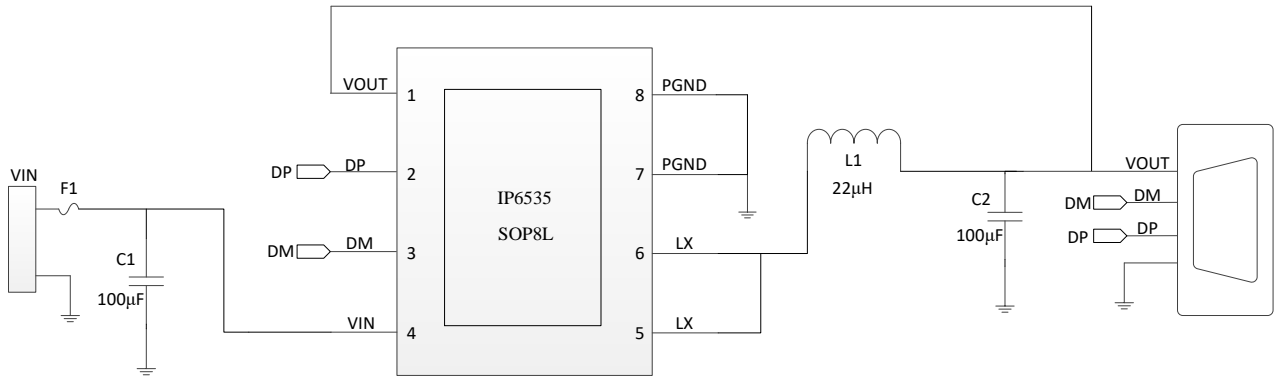 VOUT
1
8
PGND
DP
DP
2
7
PGND
L1
22μH
VOUT
VIN
F1
IP6535
SOP8L
C2
100μF
DM
DM
DM
DM
3
6
LX
DP
DP
C1
100μF
VIN
4
5
LX